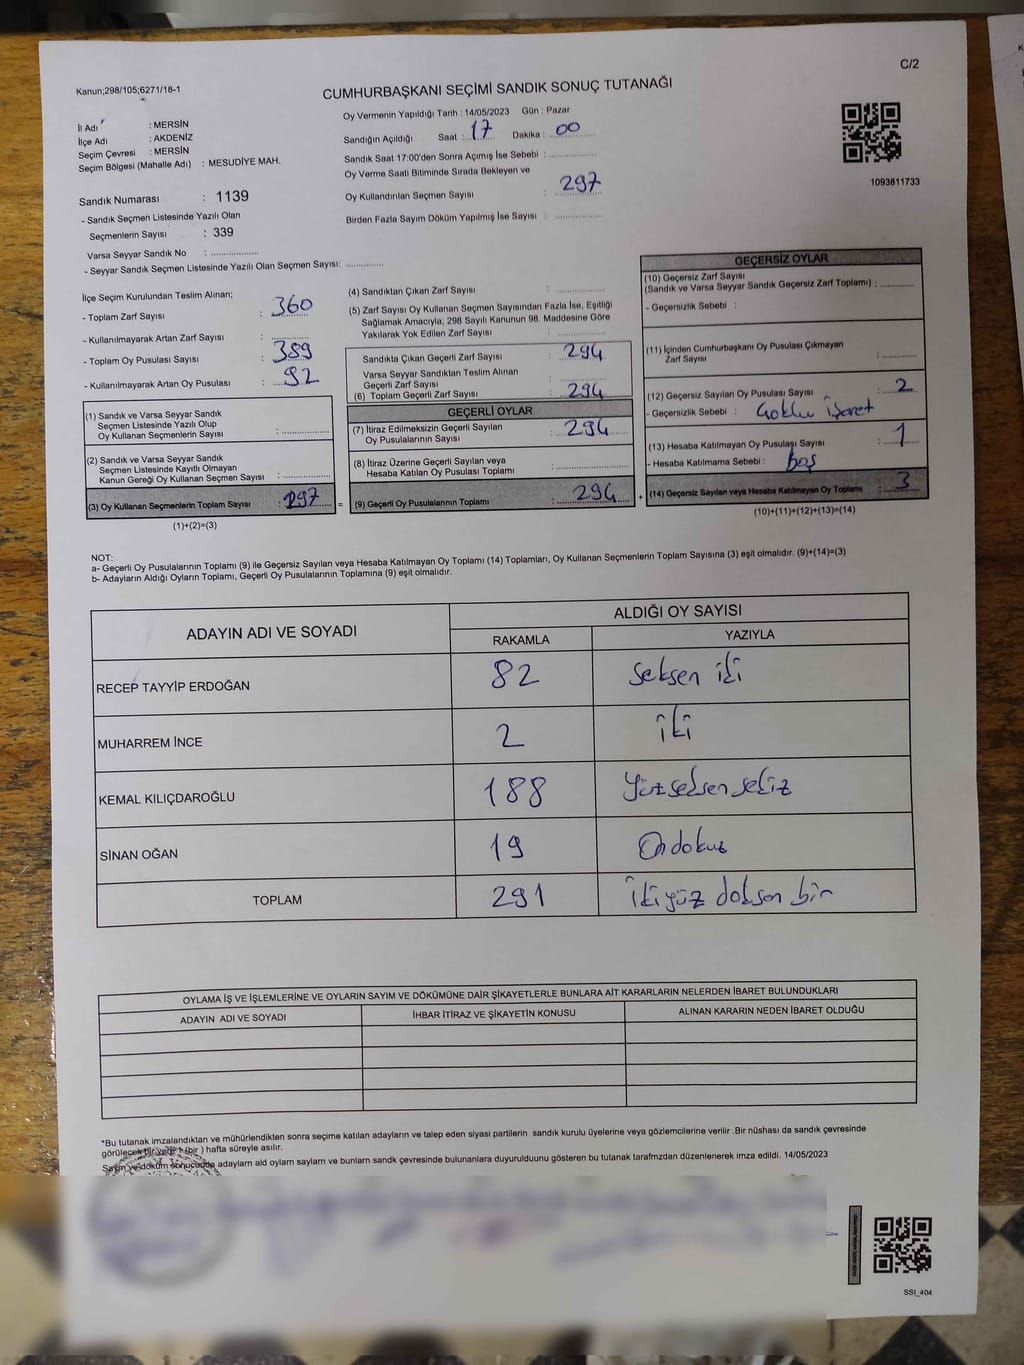 C/2
Kanun;298/105;6271/18-1
CUMHURBAŞKANI SEÇİMİ SANDIK SONUÇ TUTANAĞI
İl Adı : MERSİN
İlçe Adı : AKDENİZ
Seçim Çevresi : MERSİN
Seçim Bölgesi (Mahalle Adı) : MESUDİYE MAH.
Sandık Numarası : 1139
- Sandık Seçmen Listesinde Yazılı Olan
Seçmenlerin Sayısı : 339
Varsa Seyyar Sandık No : ................
- Seyyar Sandık Seçmen Listesinde Yazılı Olan Seçmen Sayısı: .............
Oy Vermenin Yapıldığı Tarih : 14/05/2023 Gün : Pazar
Sandığın Açıldığı Saat : 17 Dakika : 00
Sandık Saat 17:00'den Sonra Açımış İse Sebebi : ................
Oy Verme Saati Bitiminde Sırada Bekleyen ve
Oy Kullandırılan Seçmen Sayısı : 297
Birden Fazla Sayım Döküm Yapılmış İse Sayısı : ................
1093811733
İlçe Seçim Kurulundan Teslim Alınan;
- Toplam Zarf Sayısı : 360
- Kullanılmayarak Artan Zarf Sayısı : .............
- Toplam Oy Pusulası Sayısı : 389
- Kullanılmayarak Artan Oy Pusulası : 92
(1) Sandık ve Varsa Seyyar Sandık
Seçmen Listesinde Yazılı Olup
Oy Kullanan Seçmenlerin Sayısı : .............
(2) Sandık ve Varsa Seyyar Sandık
Seçmen Listesinde Kayıtlı Olmayan
Kanun Gereği Oy Kullanan Seçmen Sayısı : .............
(3) Oy Kullanan Seçmenlerin Toplam Sayısı : 297 =
(1)+(2)=(3)
(4) Sandıktan Çıkan Zarf Sayısı : .............
(5) Zarf Sayısı Oy Kullanan Seçmen Sayısından Fazla İse, Eşitliği
Sağlamak Amacıyla; 298 Sayılı Kanunun 98. Maddesine Göre
Yakılarak Yok Edilen Zarf Sayısı : .............
Sandıkta Çıkan Geçerli Zarf Sayısı : 294
Varsa Seyyar Sandıktan Teslim Alınan
Geçerli Zarf Sayısı : .............
(6) Toplam Geçerli Zarf Sayısı : 294
GEÇERLİ OYLAR
(7) İtiraz Edilmeksizin Geçerli Sayılan
Oy Pusulalarının Sayısı : 294
(8) İtiraz Üzerine Geçerli Sayılan veya
Hesaba Katılan Oy Pusulası Toplamı : .............
(9) Geçerli Oy Pusulalarının Toplamı : 294 +
GEÇERSİZ OYLAR
(10) Geçersiz Zarf Sayısı
(Sandık ve Varsa Seyyar Sandık Geçersiz Zarf Toplamı) : ..........
- Geçersizlik Sebebi :
(11) İçinden Cumhurbaşkanı Oy Pusulası Çıkmayan
Zarf Sayısı : ..........
(12) Geçersiz Sayılan Oy Pusulası Sayısı : 2
- Geçersizlik Sebebi : Çoklu işaret
(13) Hesaba Katılmayan Oy Pusulası Sayısı : 1
- Hesaba Katılmama Sebebi : boş
(14) Geçersiz Sayılan veya Hesaba Katılmayan Oy Toplamı : 3
(10)+(11)+(12)+(13)=(14)
NOT:
a- Geçerli Oy Pusulalarının Toplamı (9) ile Geçersiz Sayılan veya Hesaba Katılmayan Oy Toplamı (14) Toplamları, Oy Kullanan Seçmenlerin Toplam Sayısına (3) eşit olmalıdır. (9)+(14)=(3)
b- Adayların Aldığı Oyların Toplamı, Geçerli Oy Pusulalarının Toplamına (9) eşit olmalıdır.
ADAYIN ADI VE SOYADI ALDIĞI OY SAYISI
RAKAMLA YAZIYLA
RECEP TAYYİP ERDOĞAN 82 seksen iki
MUHARREM İNCE 2 iki
KEMAL KILIÇDAROĞLU 188 Yüzseksensekiz
SİNAN OĞAN 19 Ondokuz
TOPLAM 291 ikiyüz doksan bir
OYLAMA İŞ VE İŞLEMLERİNE VE OYLARIN SAYIM VE DÖKÜMÜNE DAİR ŞİKAYETLERLE BUNLARA AİT KARARLARIN NELERDEN İBARET BULUNDUKLARI
ADAYIN ADI VE SOYADI İHBAR İTİRAZ VE ŞİKAYETİN KONUSU ALINAN KARARIN NEDEN İBARET OLDUĞU
*Bu tutanak imzalandıktan ve mühürlendikten sonra seçime katılan adayların ve talep eden siyasi partilerin sandık kurulu üyelerine veya gözlemcilerine verilir .Bir nüshası da sandık çevresinde
görülecek bir yere 1 (bir ) hafta süreyle asılır.
Sayım ve döküm sonucunda adayların ald oyların sayların ve bunların sandk çevresinde bulunanlara duyurulduunu gösteren bu tutanak tarafmzdan düzenlenerek imza edildi. 14/05/2023
SSI_404